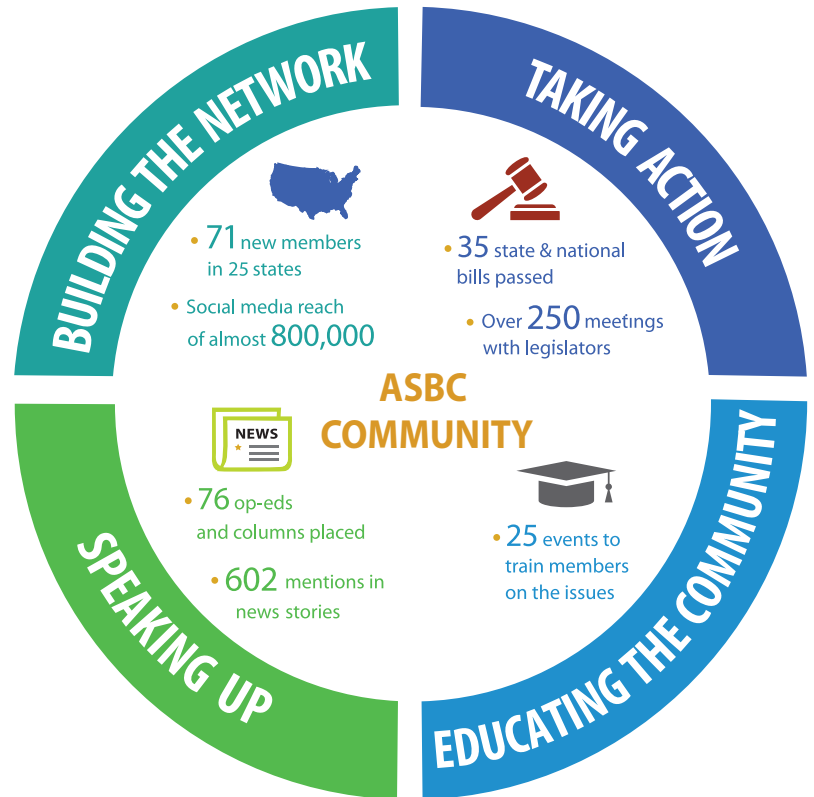 BUILDING THE NETWORK
• 71 new members
in 25 states
• Social media reach
of almost 800,000
TAKING ACTION
• 35 state & national
bills passed
• Over 250 meetings
with legislators
ASBC
COMMUNITY
NEWS
• 76 op-eds
and columns placed
• 602 mentions in
news stories
SPEAKING UP
• 25 events to
train members
on the issues
EDUCATING THE COMMUNITY